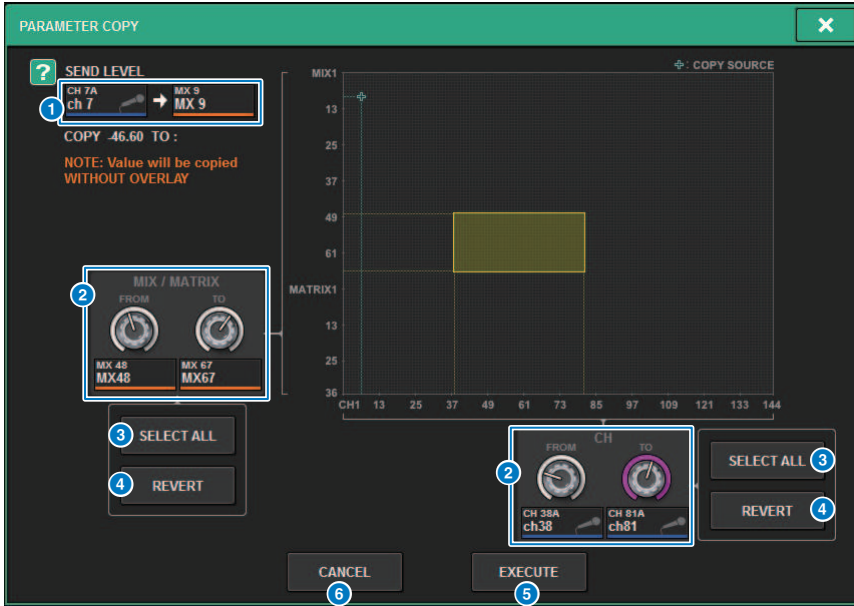 PARAMETER COPY
×
? SEND LEVEL
CH 7A
ch 7
→
MX 9
MX 9
1
COPY -46.60 TO :
NOTE: Value will be copied
WITHOUT OVERLAY
: COPY SOURCE
MIX1
13
25
37
49
61
MATRIX1
13
25
36
CH1 13 25 37 49 61 73 85 97 109 121 133 144
2
MIX / MATRIX
FROM TO
MX 48
MX48
MX 67
MX67
3 SELECT ALL
4 REVERT
2
CH
FROM TO
CH 38A
ch38
CH 81A
ch81
SELECT ALL 3
REVERT 4
CANCEL
6
EXECUTE
5